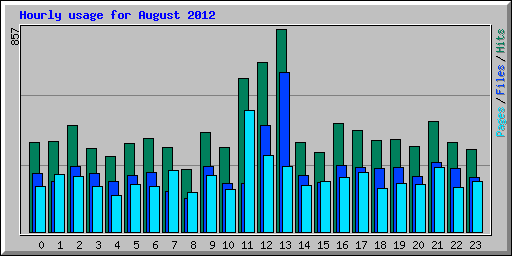 Hourly usage for August 2012
857
Pages / Files / Hits
0 1 2 3 4 5 6 7 8 9 10 11 12 13 14 15 16 17 18 19 20 21 22 23